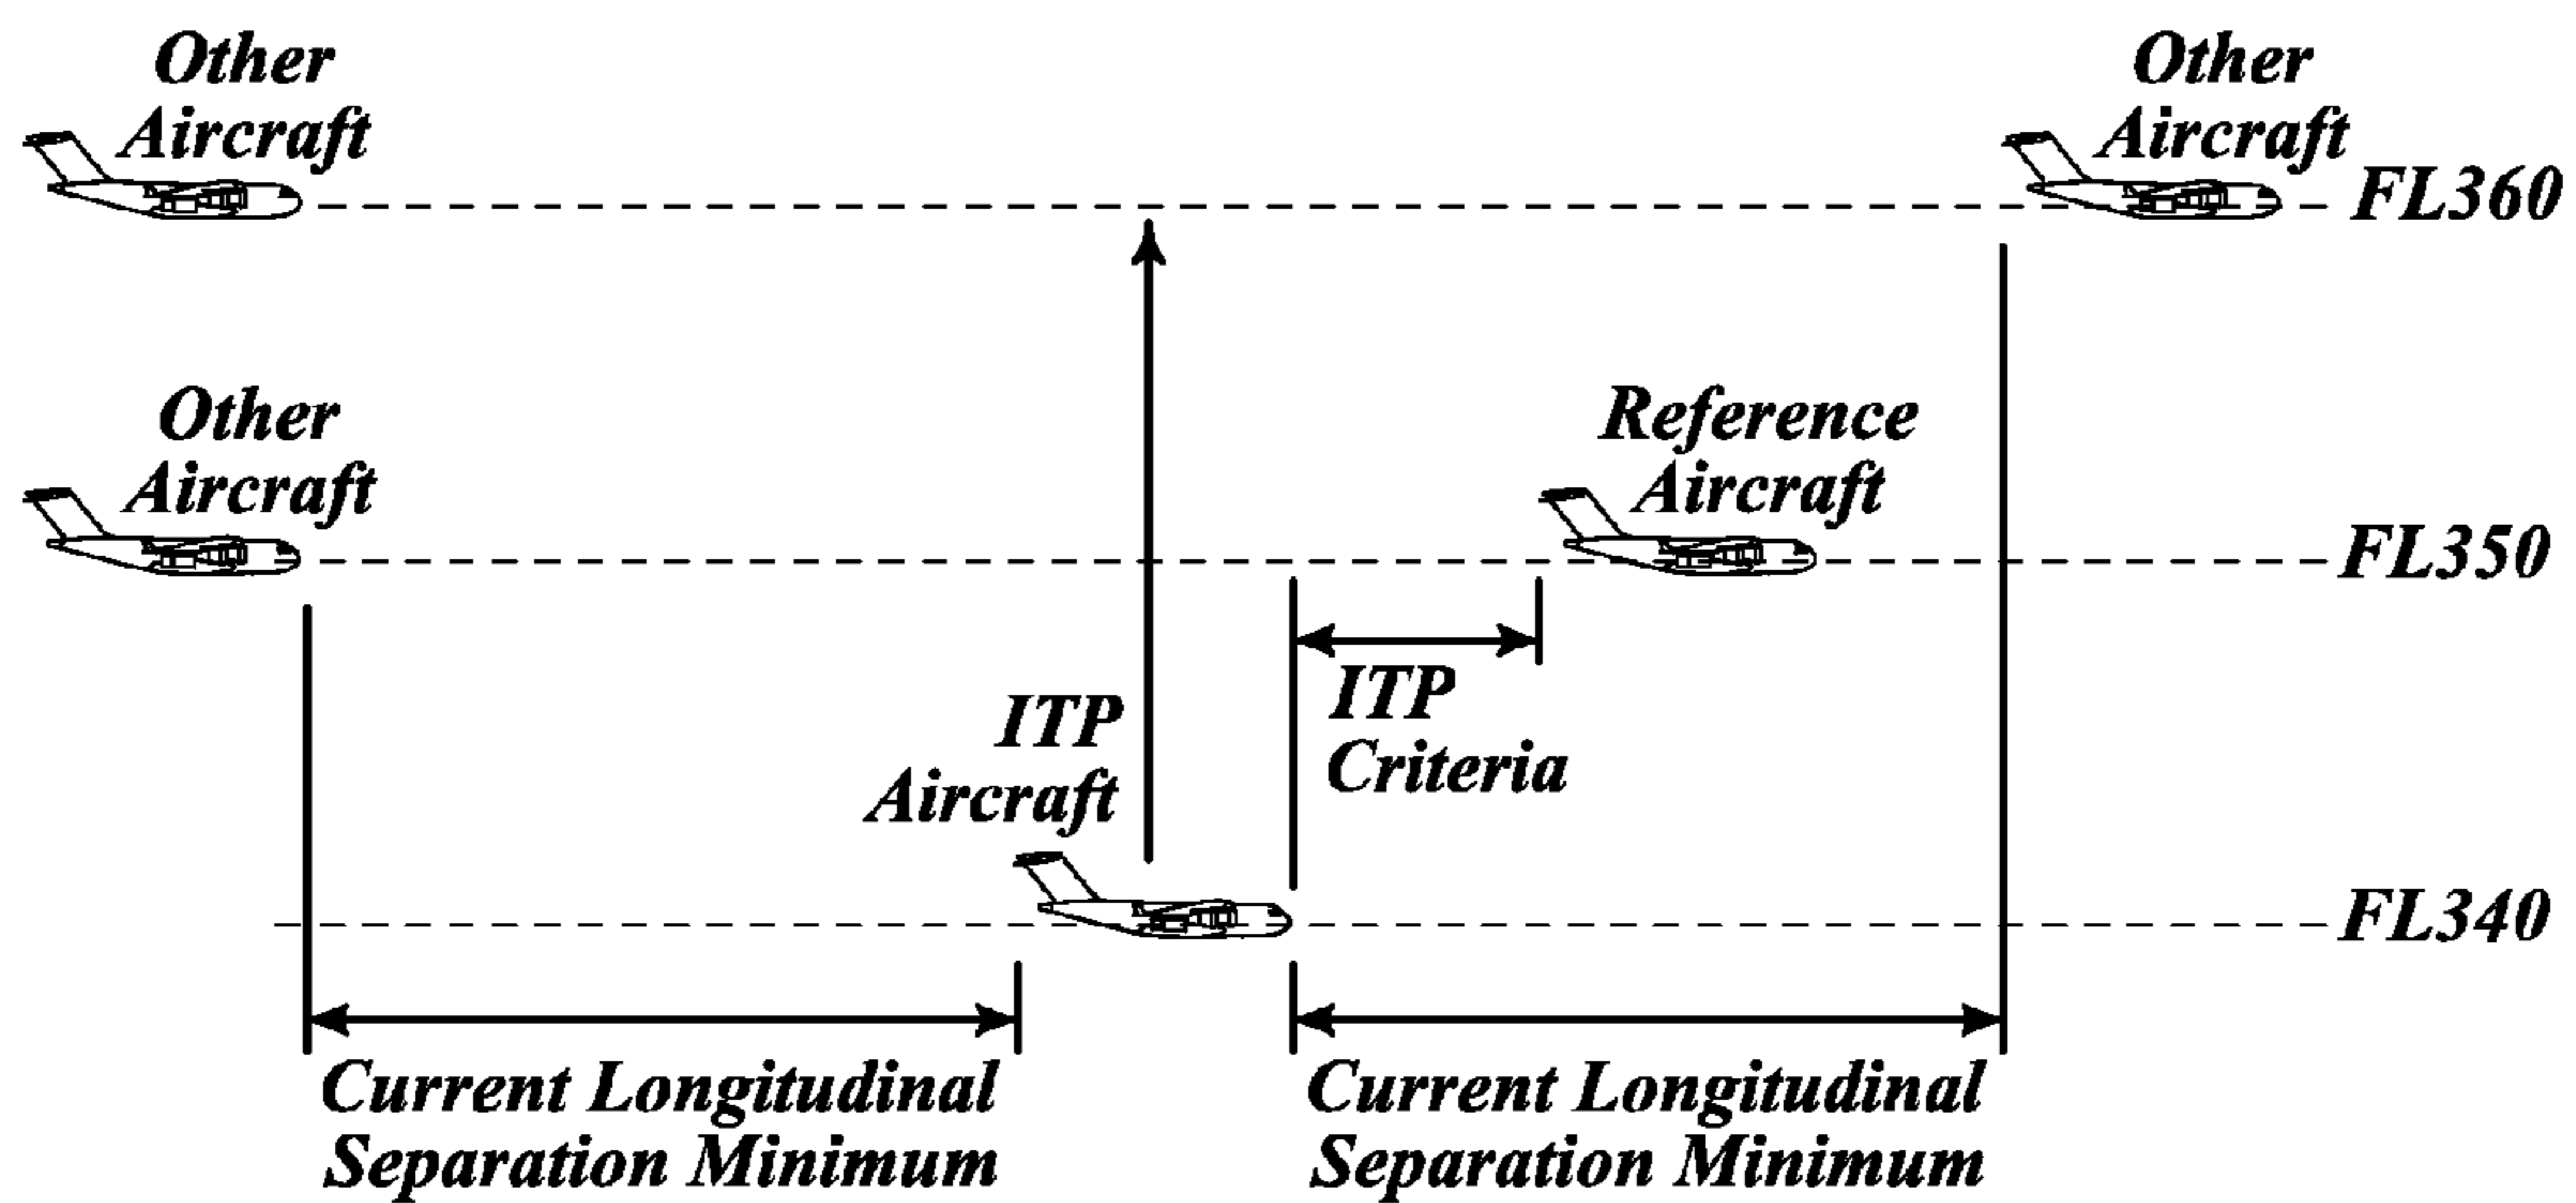 Other
Aircraft
Other
Aircraft
FL360
Other
Aircraft
Reference
Aircraft
FL350
ITP
Aircraft
ITP
Criteria
FL340
Current Longitudinal
Separation Minimum
Current Longitudinal
Separation Minimum